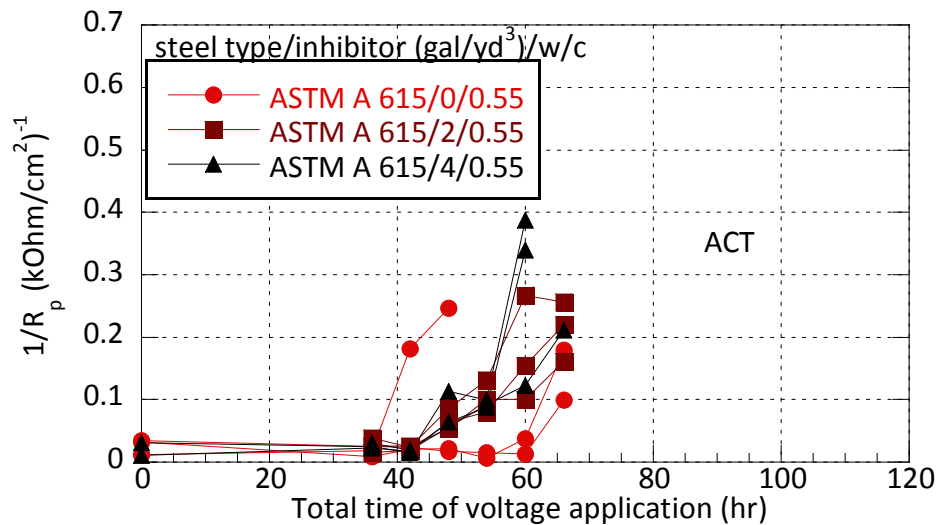 steel type/inhibitor (gal/yd³)/w/c
ASTM A 615/0/0.55
ASTM A 615/2/0.55
ASTM A 615/4/0.55
ACT
1/R_p (kOhm/cm²)⁻¹
0.7
0.6
0.5
0.4
0.3
0.2
0.1
0
0 20 40 60 80 100 120
Total time of voltage application (hr)